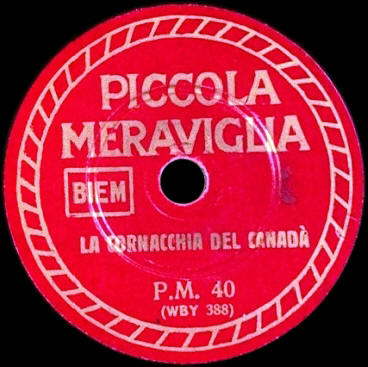 PICCOLA
MERAVIGLIA
BIEM
LA CORNACCHIA DEL CANADÀ
P.M. 40
(WBY 388)